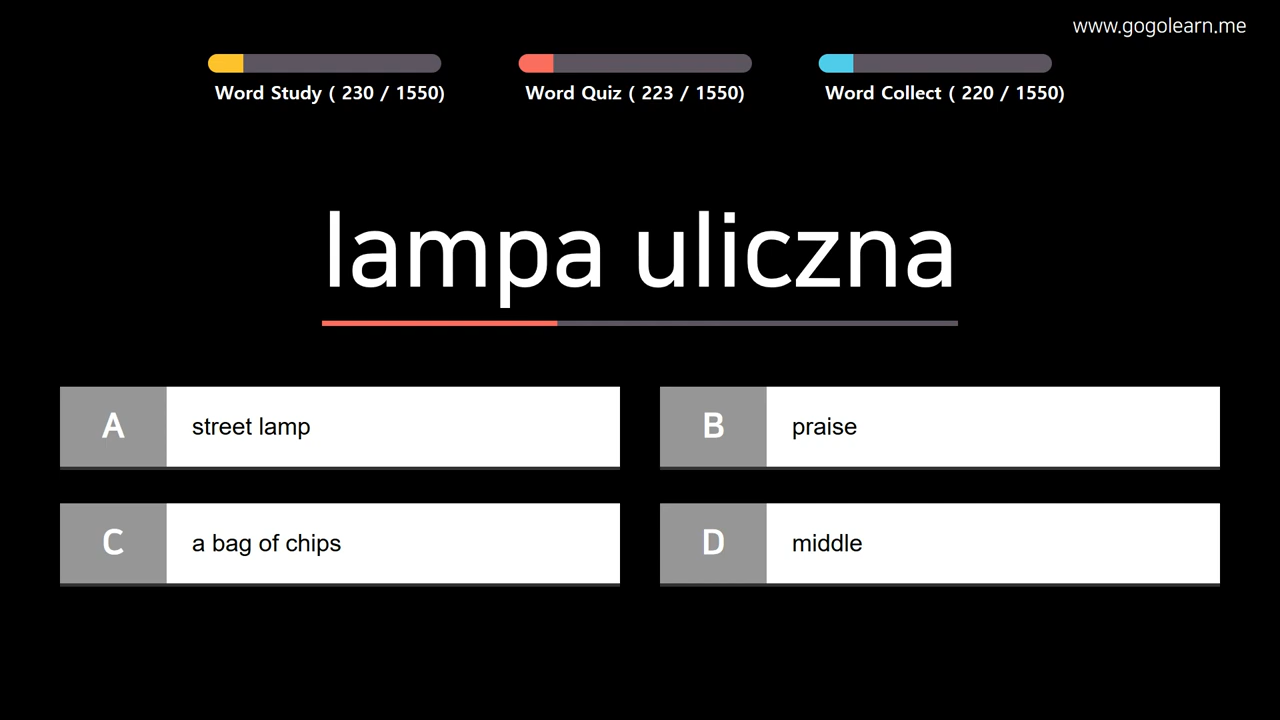 www.gogolearn.me
Word Study ( 230 / 1550)
Word Quiz ( 223 / 1550)
Word Collect ( 220 / 1550)
lampa uliczna
A street lamp
B praise
C a bag of chips
D middle